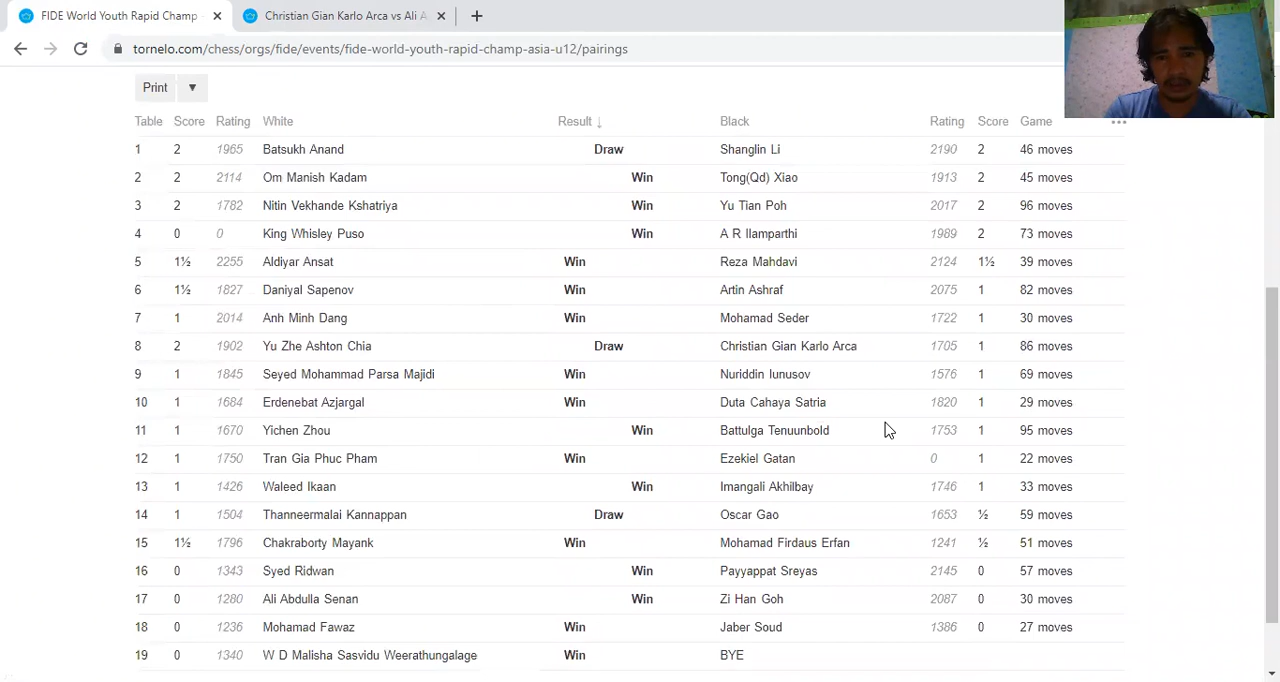 FIDE World Youth Rapid Champ -
Christian Gian Karlo Arca vs Ali A
tornelo.com/chess/orgs/fide/events/fide-world-youth-rapid-champ-asia-u12/pairings
Print ▼
Table Score Rating White Result ↓ Black Rating Score Game
1 2 1965 Batsukh Anand Draw Shanglin Li 2190 2 46 moves
2 2 2114 Om Manish Kadam Win Tong(Qd) Xiao 1913 2 45 moves
3 2 1782 Nitin Vekhande Kshatriya Win Yu Tian Poh 2017 2 96 moves
4 0 0 King Whisley Puso Win A R Ilamparthi 1989 2 73 moves
5 1½ 2255 Aldiyar Ansat Win Reza Mahdavi 2124 1½ 39 moves
6 1½ 1827 Daniyal Sapenov Win Artin Ashraf 2075 1 82 moves
7 1 2014 Anh Minh Dang Win Mohamad Seder 1722 1 30 moves
8 2 1902 Yu Zhe Ashton Chia Draw Christian Gian Karlo Arca 1705 1 86 moves
9 1 1845 Seyed Mohammad Parsa Majidi Win Nuriddin Iunusov 1576 1 69 moves
10 1 1684 Erdenebat Azjargal Win Duta Cahaya Satria 1820 1 29 moves
11 1 1670 Yichen Zhou Win Battulga Tenuunbold 1753 1 95 moves
12 1 1750 Tran Gia Phuc Pham Win Ezekiel Gatan 0 1 22 moves
13 1 1426 Waleed Ikaan Win Imangali Akhilbay 1746 1 33 moves
14 1 1504 Thanneermalai Kannappan Draw Oscar Gao 1653 ½ 59 moves
15 1½ 1796 Chakraborty Mayank Win Mohamad Firdaus Erfan 1241 ½ 51 moves
16 0 1343 Syed Ridwan Win Payyappat Sreyas 2145 0 57 moves
17 0 1280 Ali Abdulla Senan Win Zi Han Goh 2087 0 30 moves
18 0 1236 Mohamad Fawaz Win Jaber Soud 1386 0 27 moves
19 0 1340 W D Malisha Sasvidu Weerathungalage Win BYE